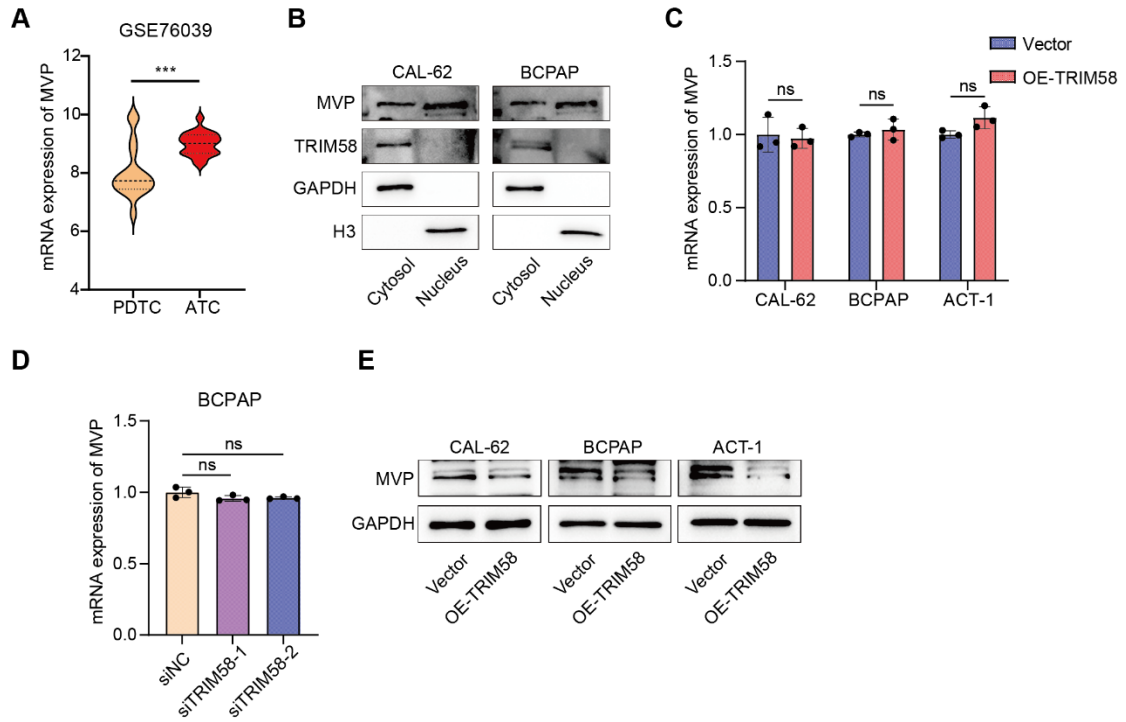 A
GSE76039
mRNA expression of MVP
12
10
8
6
4
***
PDTC
ATC
B
CAL-62
BCPAP
MVP
TRIM58
GAPDH
H3
Cytosol
Nucleus
Cytosol
Nucleus
C
Vector
OE-TRIM58
mRNA expression of MVP
1.5
1.0
0.5
0.0
ns
ns
ns
CAL-62
BCPAP
ACT-1
D
BCPAP
mRNA expression of MVP
1.5
1.0
0.5
0.0
ns
ns
siNC
siTRIM58-1
siTRIM58-2
E
CAL-62
BCPAP
ACT-1
MVP
GAPDH
Vector
OE-TRIM58
Vector
OE-TRIM58
Vector
OE-TRIM58